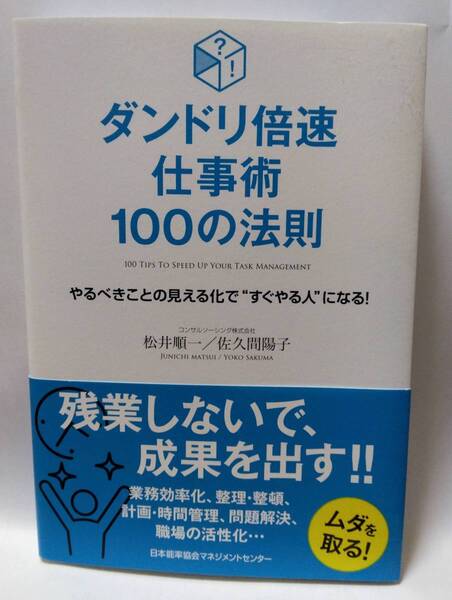 ?
!
ダンドリ倍速
仕事術
100の法則
100 TIPS TO SPEED UP YOUR TASK MANAGEMENT
やるべきことの見える化で“すぐやる人”になる!
コンサルソーシング株式会社
松井順一/佐久間陽子
JUNICHI MATSUI / YOKO SAKUMA
残業しないで、
成果を出す!!
業務効率化、整理・整頓、
計画・時間管理、問題解決、
職場の活性化…
ムダを
取る!
日本能率協会マネジメントセンター